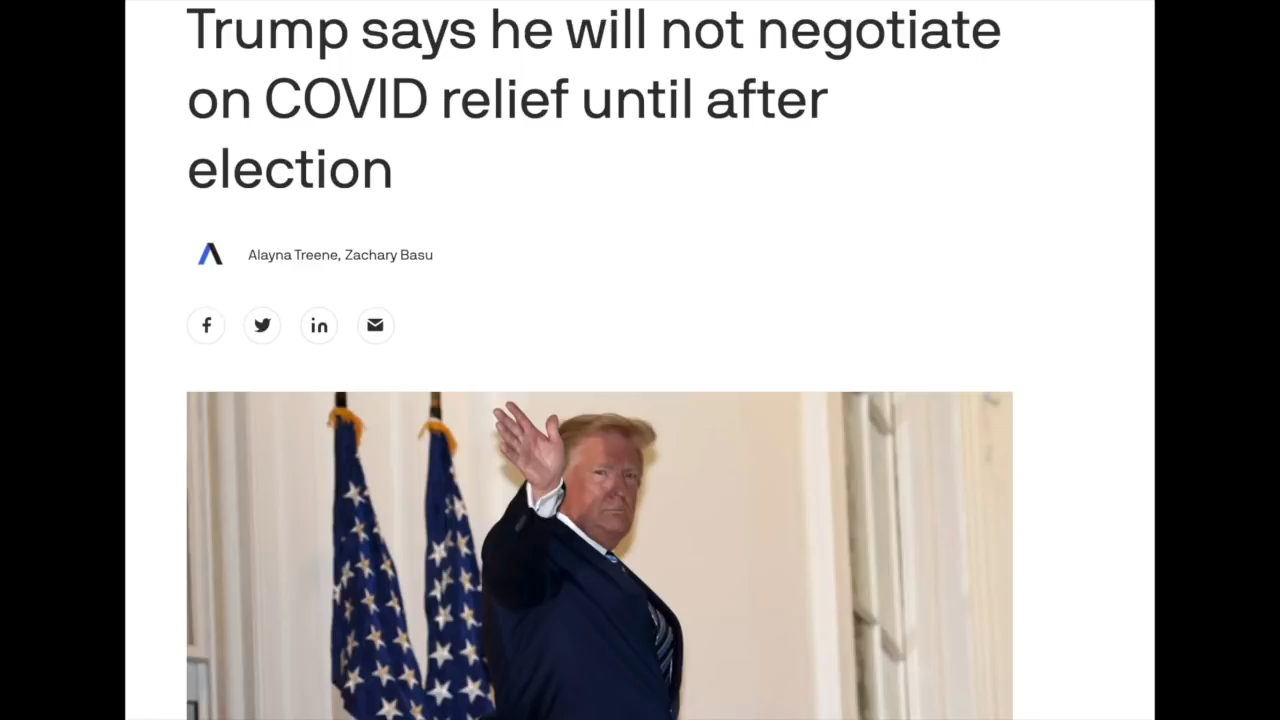 Trump says he will not negotiate
on COVID relief until after
election
Alayna Treene, Zachary Basu